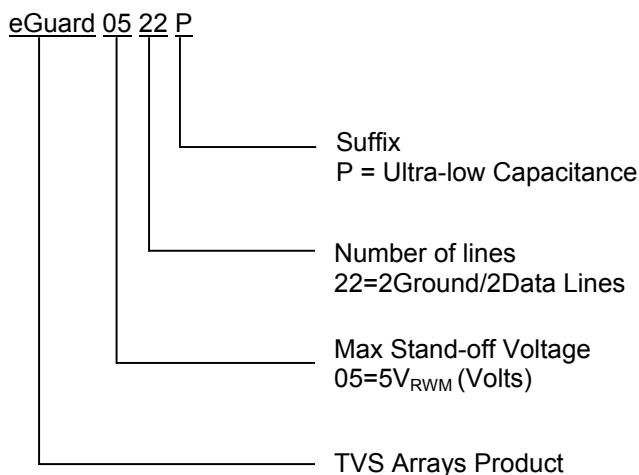 eGuard 05 22 P
Suffix
P = Ultra-low Capacitance
Number of lines
22=2Ground/2Data Lines
Max Stand-off Voltage
05=5VRWM (Volts)
TVS Arrays Product